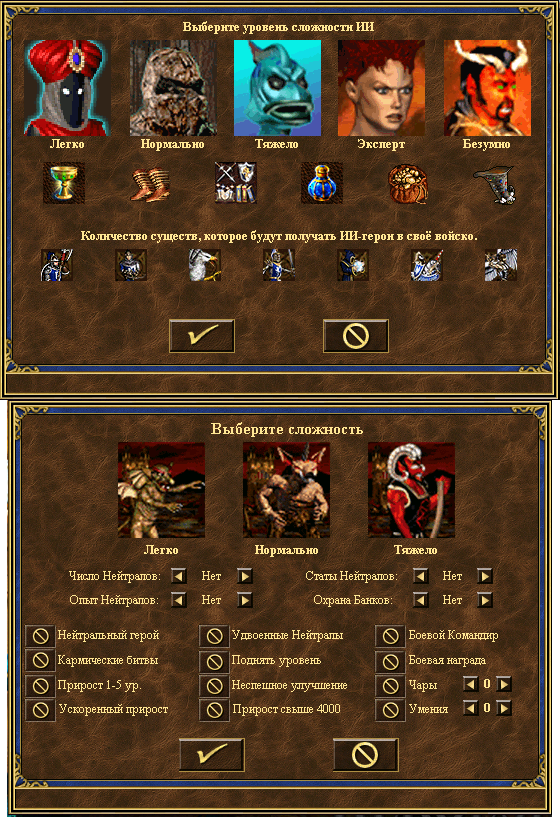 Выберите уровень сложности ИИ
Легко Нормально Тяжело Эксперт Безумно
Количество существ, которое будут получать ИИ-герои в своё войско.
Выберите сложность
Легко Нормально Тяжело
Число Нейтралов: Нет Статы Нейтралов: Нет
Опыт Нейтралов: Нет Охрана Банков: Нет
Нейтральный герой Удвоенные Нейтралы Боевой Командир
Кармические битвы Поднять уровень Боевая награда
Прирост 1-5 ур. Неспешное улучшение Чары 0
Ускоренный прирост Прирост свыше 4000 Умения 0